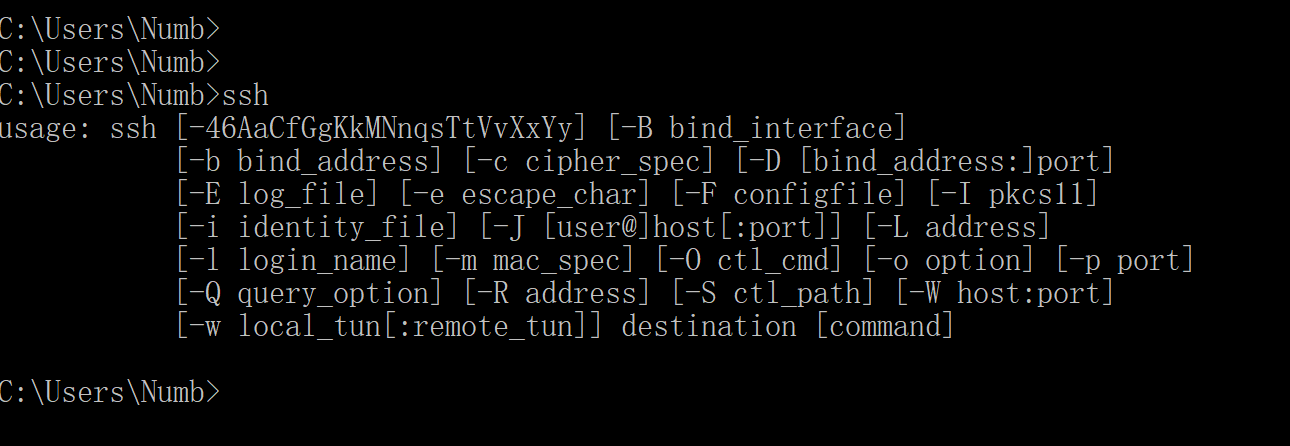 C:\Users\Numb>
C:\Users\Numb>
C:\Users\Numb>ssh
usage: ssh [-46AaCfGgKkMNnqsTtVvXxYy] [-B bind_interface]
           [-b bind_address] [-c cipher_spec] [-D [bind_address:]port]
           [-E log_file] [-e escape_char] [-F configfile] [-I pkcs11]
           [-i identity_file] [-J [user@]host[:port]] [-L address]
           [-l login_name] [-m mac_spec] [-O ctl_cmd] [-o option] [-p port]
           [-Q query_option] [-R address] [-S ctl_path] [-W host:port]
           [-w local_tun[:remote_tun]] destination [command]
C:\Users\Numb>